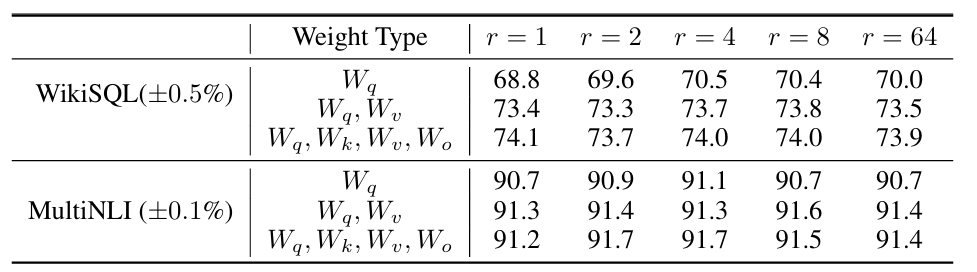 Weight Type r = 1 r = 2 r = 4 r = 8 r = 64
WikiSQL(±0.5%) W_q 68.8 69.6 70.5 70.4 70.0
W_q, W_v 73.4 73.3 73.7 73.8 73.5
W_q, W_k, W_v, W_o 74.1 73.7 74.0 74.0 73.9
MultiNLI (±0.1%) W_q 90.7 90.9 91.1 90.7 90.7
W_q, W_v 91.3 91.4 91.3 91.6 91.4
W_q, W_k, W_v, W_o 91.2 91.7 91.7 91.5 91.4